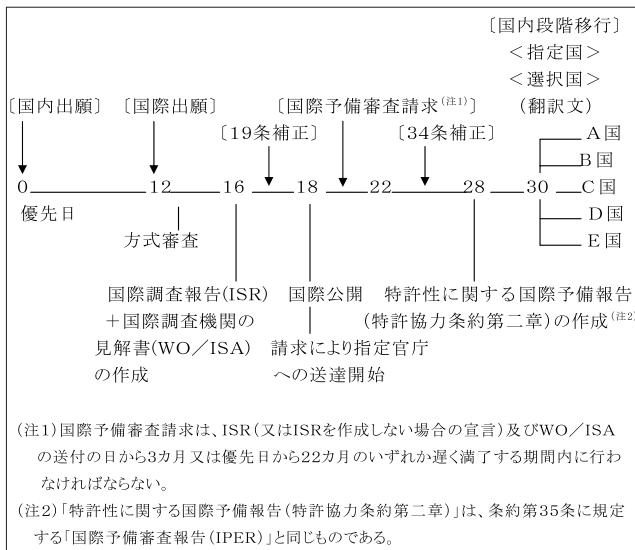 〔国内段階移行〕
＜指定国＞
＜選択国＞
〔国内出願〕 〔国際出願〕 〔国際予備審査請求(注1)〕 (翻訳文)
〔19条補正〕 〔34条補正〕
A国
B国
0 12 16 18 22 28 30 C国
優先日
D国
方式審査
E国
国際調査報告(ISR) 国際公開 特許性に関する国際予備報告
＋国際調査機関の (特許協力条約第二章)の作成(注2)
見解書(WO／ISA) 請求により指定官庁
の作成 への送達開始
(注1)国際予備審査請求は、ISR(又はISRを作成しない場合の宣言)及びWO／ISA
の送付の日から3カ月又は優先日から22カ月のいずれか遅く満了する期間内に行わ
なければならない。
(注2)「特許性に関する国際予備報告(特許協力条約第二章)」は、条約第35条に規定
する「国際予備審査報告(IPER)」と同じものである。